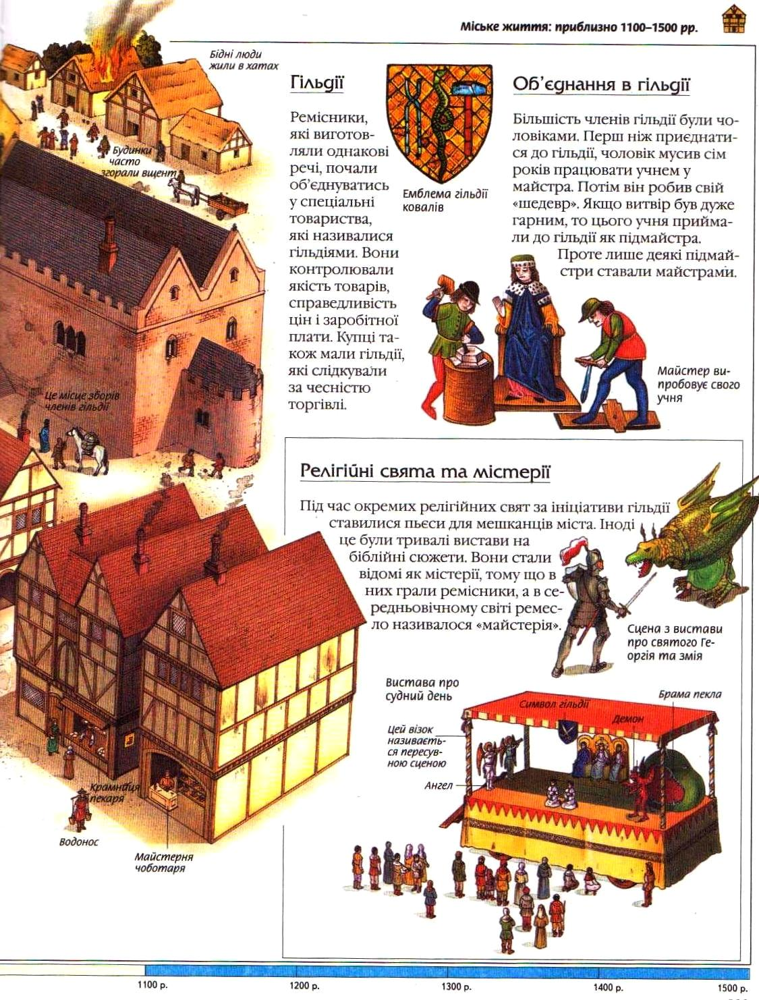 Міське життя: приблизно 1100–1500 рр.
Бідні люди
жили в хатах
Будинки
часто
згорали вщент
Це місце зборів
членів гільдії
Крамниця
пекаря
Водонос
Майстерня
чоботаря
Гільдії
Ремісники,
які виготов-
ляли однакові
речі, почали
об’єднуватись
у спеціальні
товариства,
які називалися
гільдіями. Вони
контролювали
якість товарів,
справедливість
цін і заробітної
плати. Купці та-
кож мали гільдії,
які слідкували
за чесністю
торгівлі.
Емблема гільдії
ковалів
Об’єднання в гільдії
Більшість членів гільдії були чо-
ловіками. Перш ніж приєднати-
ся до гільдії, чоловік мусив сім
років працювати учнем у
майстра. Потім він робив свій
«шедевр». Якщо витвір був дуже
гарним, то цього учня прийма-
ли до гільдії як підмайстра.
Проте лише деякі підмай-
стри ставали майстрами.
Майстер ви-
пробовує свого
учня
Релігійні свята та містерії
Під час окремих релігійних свят за ініціативи гільдії
ставилися пьєси для мешканців міста. Іноді
це були тривалі вистави на
біблійні сюжети. Вони стали
відомі як містерії, тому що в
них грали ремісники, а в се-
редньовічному світі ремес-
ло називалося «майстерія».
Сцена з вистави
про святого Ге-
оргія та змія
Вистава про
судний день
Символ гільдії
Брама пекла
Демон
Цей візок
називаєть-
ся пересув-
ною сценою
Ангел
1100 р.
1200 р.
1300 р.
1400 р.
1500 р.